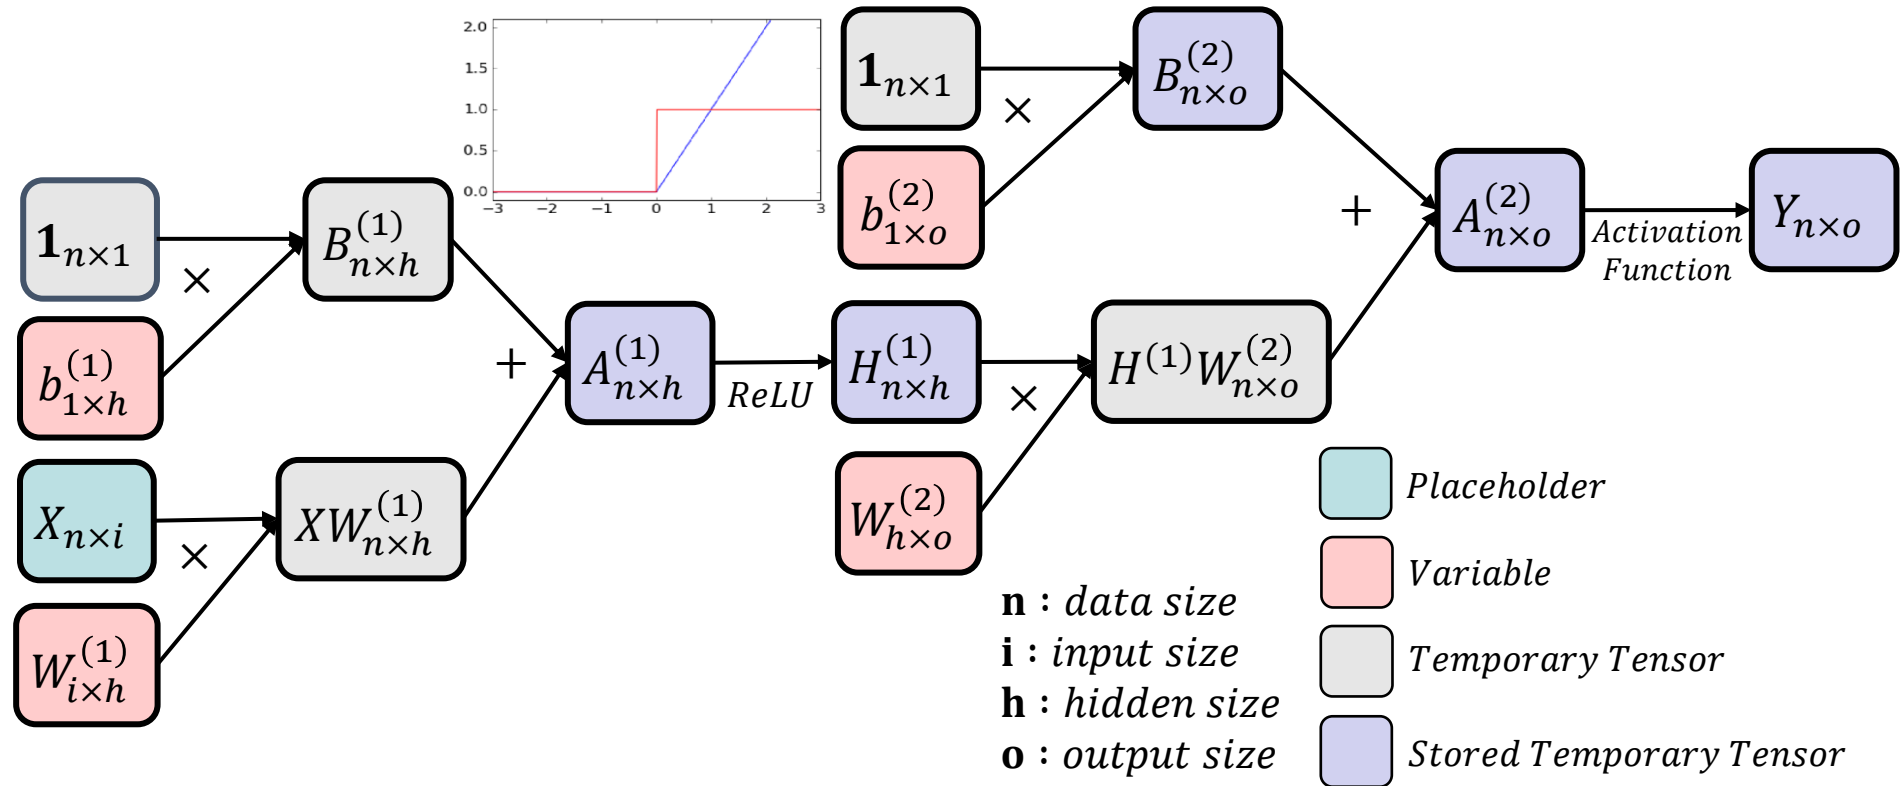 2.0
1.5
1.0
0.5
0.0
−3 −2 −1 0 1 2 3
𝟏ₙ×₁
×
b⁽¹⁾₁×ₕ
B⁽¹⁾ₙ×ₕ
Xₙ×ᵢ
×
W⁽¹⁾ᵢ×ₕ
XW⁽¹⁾ₙ×ₕ
+
A⁽¹⁾ₙ×ₕ
ReLU
H⁽¹⁾ₙ×ₕ
×
W⁽²⁾ₕ×ₒ
H⁽¹⁾W⁽²⁾ₙ×ₒ
𝟏ₙ×₁
×
b⁽²⁾₁×ₒ
B⁽²⁾ₙ×ₒ
+
A⁽²⁾ₙ×ₒ
Activation
Function
Yₙ×ₒ
n : data size
i : input size
h : hidden size
o : output size
Placeholder
Variable
Temporary Tensor
Stored Temporary Tensor